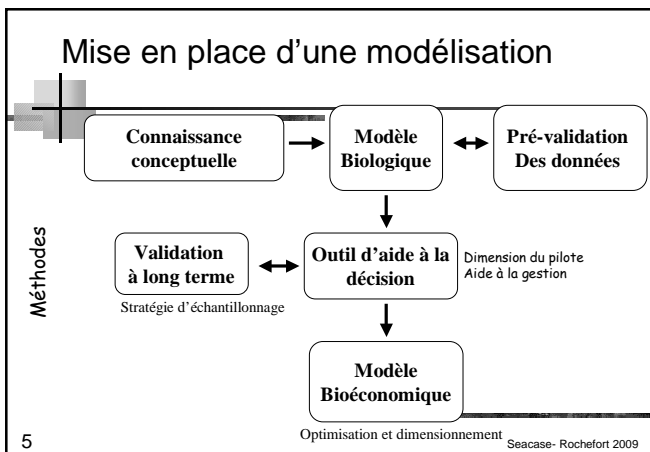 Mise en place d'une modélisation
Connaissance
conceptuelle
Modèle
Biologique
Pré-validation
Des données
Méthodes
Validation
à long terme
Stratégie d'échantillonnage
Outil d'aide à la
décision
Dimension du pilote
Aide à la gestion
Modèle
Bioéconomique
Optimisation et dimensionnement
5
Seacase- Rochefort 2009